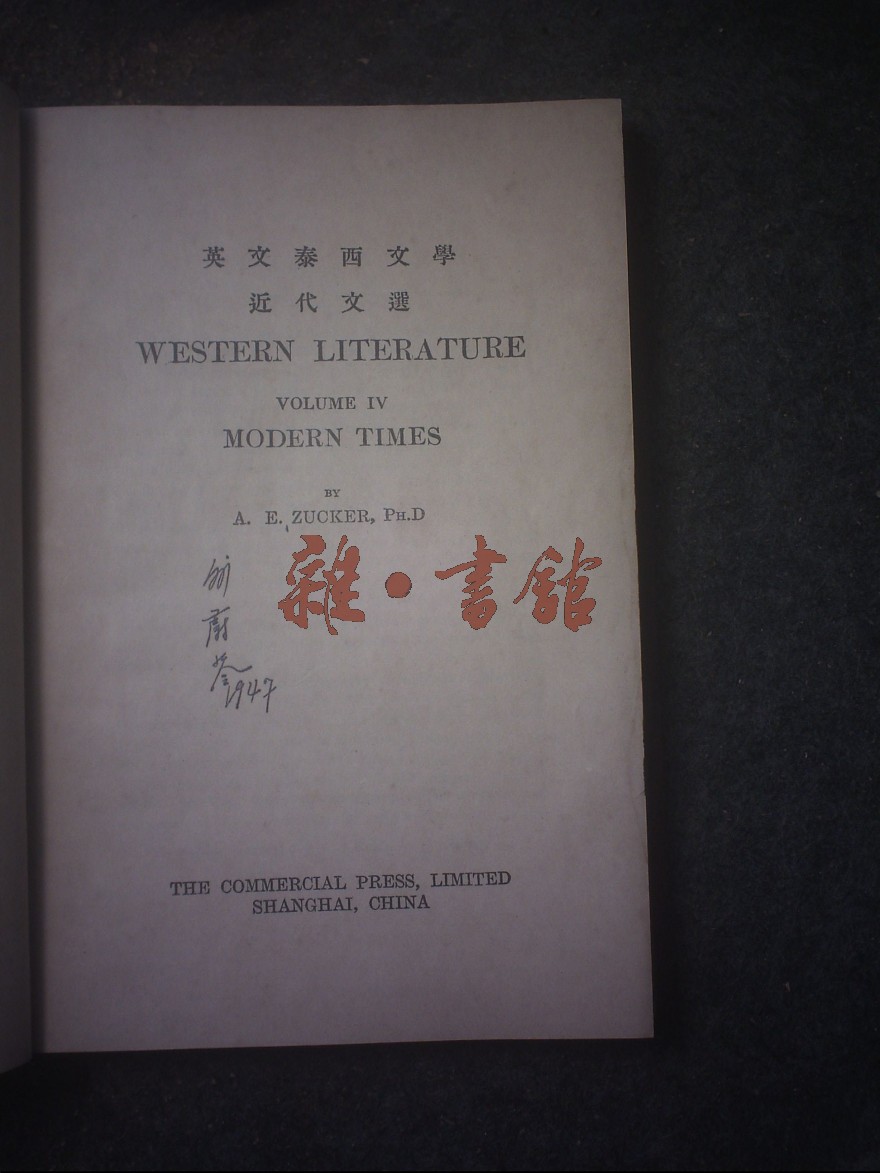 英文泰西文學
近代文選
WESTERN LITERATURE
VOLUME IV
MODERN TIMES
BY
A. E. ZUCKER, PH.D
雜·書館
蔚
1947
THE COMMERCIAL PRESS, LIMITED
SHANGHAI, CHINA